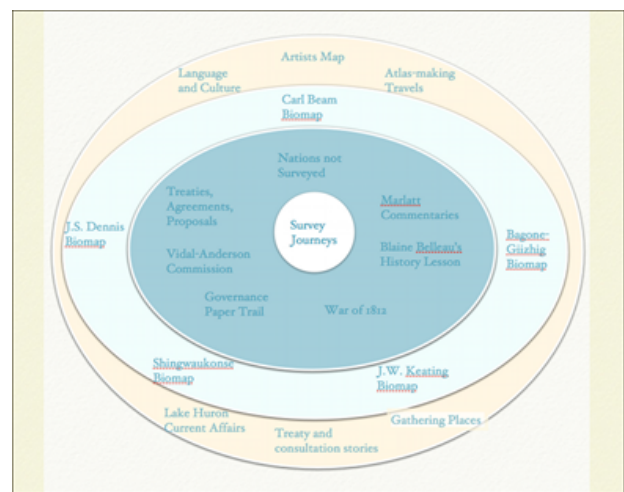 Artists Map
Language
and Culture
Atlas-making
Travels
Carl Beam
Biomap
Nations not
Surveyed
Treaties,
Agreements,
Proposals
Marlatt
Commentaries
Survey
Journeys
J.S. Dennis
Biomap
Bagone-
Giizhig
Biomap
Vidal-Anderson
Commission
Blaine Belleau's
History Lesson
Governance
Paper Trail
War of 1812
Shingwaukonse
Biomap
J.W. Keating
Biomap
Lake Huron
Current Affairs
Gathering Places
Treaty and
consultation stories